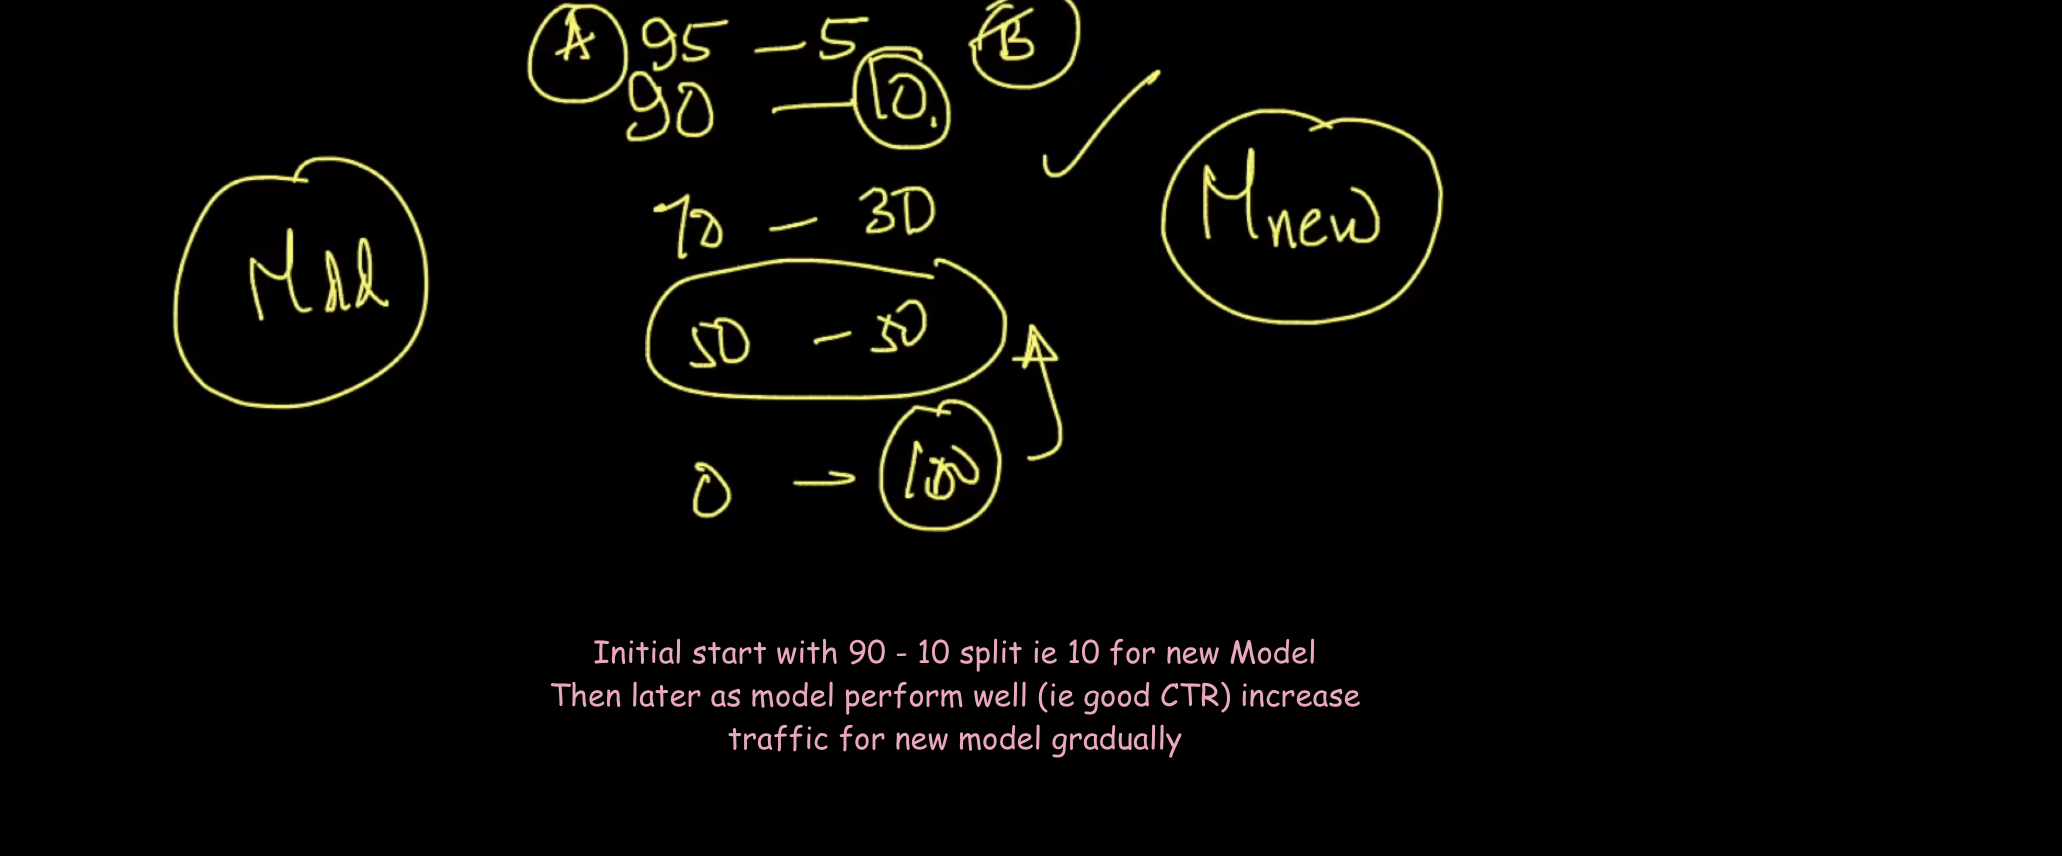 A 95 - 5 B
90 - 10.
70 - 30
Mold
Mnew
50 - 50
0 - 100
Initial start with 90 - 10 split ie 10 for new Model
Then later as model perform well (ie good CTR) increase
traffic for new model gradually